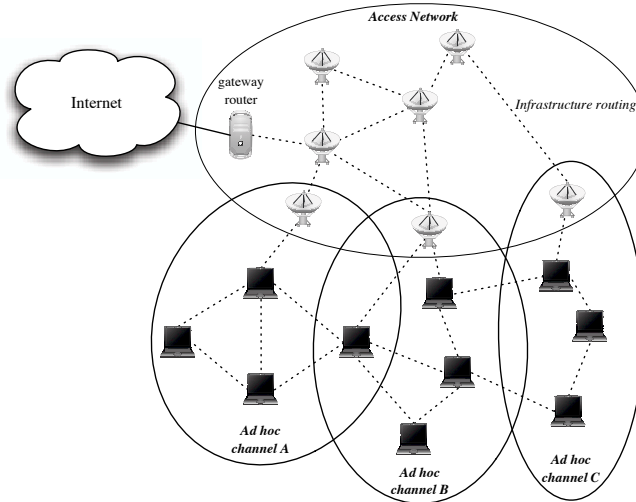 Access Network
gateway
router
Internet
Infrastructure routing
Ad hoc
channel A
Ad hoc
channel B
Ad hoc
channel C